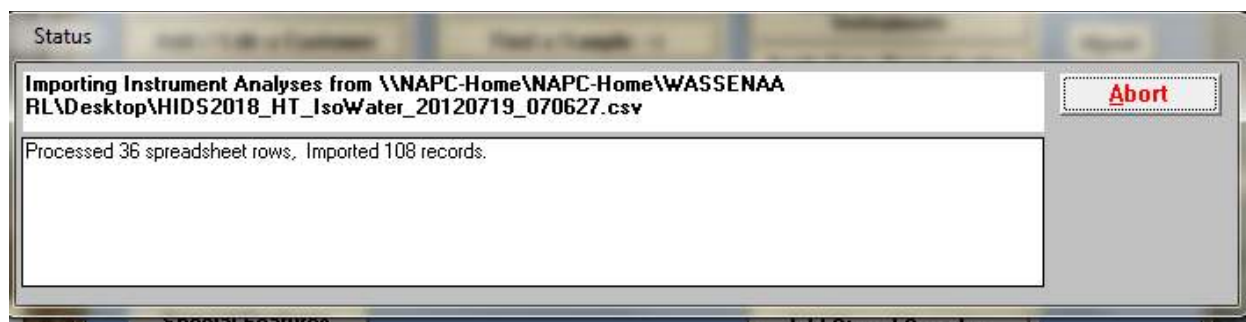 Status
Importing Instrument Analyses from \\NAPC-Home\NAPC-Home\WASSENAA
RL\Desktop\HIDS2018_HT_IsoWater_20120719_070627.csv
Abort
Processed 36 spreadsheet rows, Imported 108 records.